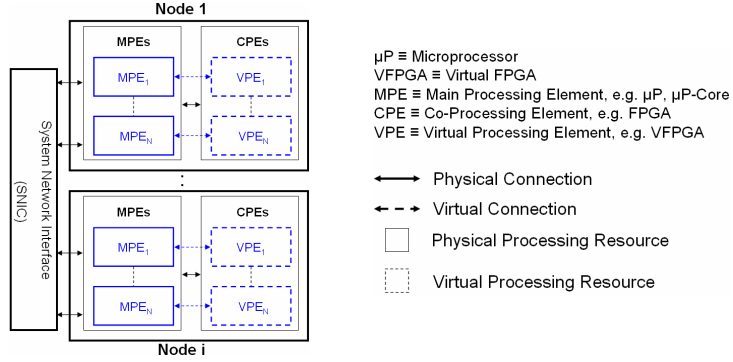 Node 1
MPEs
CPEs
MPE1
VPE1
MPEN
VPEN
System Network Interface
(SNIC)
:
MPEs
CPEs
MPE1
VPE1
MPEN
VPEN
Node i
µP ≡ Microprocessor
VFPGA ≡ Virtual FPGA
MPE ≡ Main Processing Element, e.g. µP, µP-Core
CPE ≡ Co-Processing Element, e.g. FPGA
VPE ≡ Virtual Processing Element, e.g. VFPGA
Physical Connection
Virtual Connection
Physical Processing Resource
Virtual Processing Resource